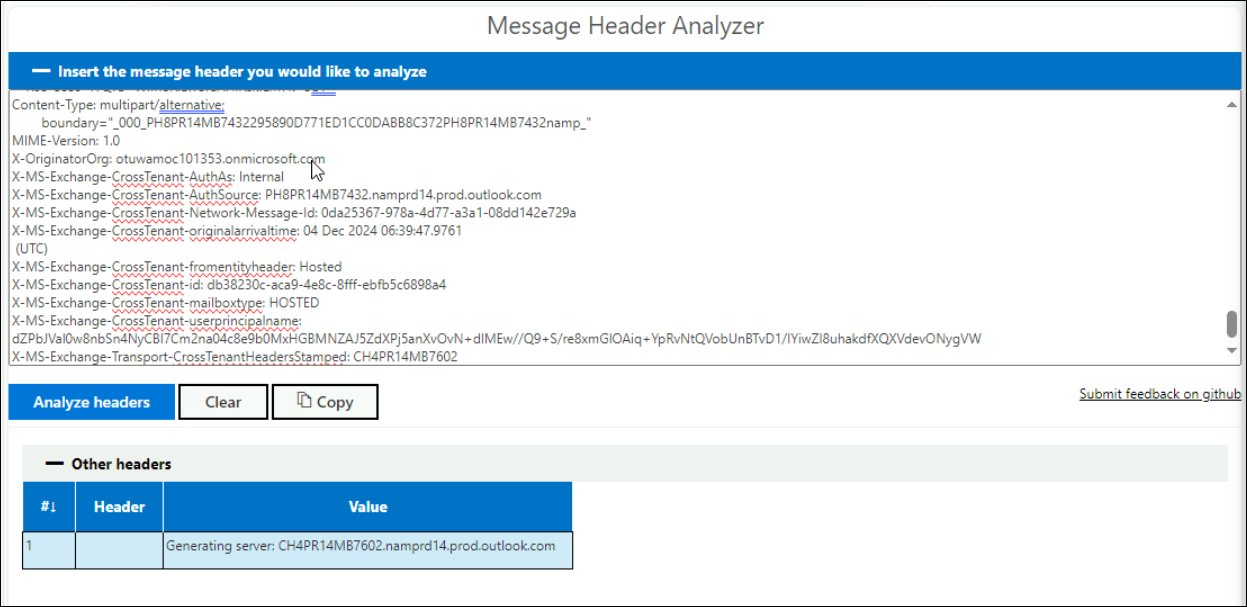 Message Header Analyzer
Insert the message header you would like to analyze
Content-Type: multipart/alternative;
boundary="_000_PH8PR14MB7432295890D771ED1CC0DABB8C372PH8PR14MB7432namp_"
MIME-Version: 1.0
X-OriginatorOrg: otuwamoc101353.onmicrosoft.com
X-MS-Exchange-CrossTenant-AuthAs: Internal
X-MS-Exchange-CrossTenant-AuthSource: PH8PR14MB7432.namprd14.prod.outlook.com
X-MS-Exchange-CrossTenant-Network-Message-Id: 0da25367-978a-4d77-a3a1-08dd142e729a
X-MS-Exchange-CrossTenant-originalarrivaltime: 04 Dec 2024 06:39:47.9761
(UTC)
X-MS-Exchange-CrossTenant-fromentityheader: Hosted
X-MS-Exchange-CrossTenant-id: db38230c-aca9-4e8c-8fff-ebfb5c6898a4
X-MS-Exchange-CrossTenant-mailboxtype: HOSTED
X-MS-Exchange-CrossTenant-userprincipalname:
dZPbJVal0w8nbSn4NyCBl7Cm2na04c8e9b0MxHGBMNZAJ5ZdXPj5anXvOvN+dIMEw//Q9+S/re8xmGlOAiq+YpRvNtQVobUnBTvD1/IYiwZI8uhakdfXQXVdevONygVW
X-MS-Exchange-Transport-CrossTenantHeadersStamped: CH4PR14MB7602
Analyze headers
Clear
Copy
Submit feedback on github
Other headers
#↓ Header Value
1 Generating server: CH4PR14MB7602.namprd14.prod.outlook.com